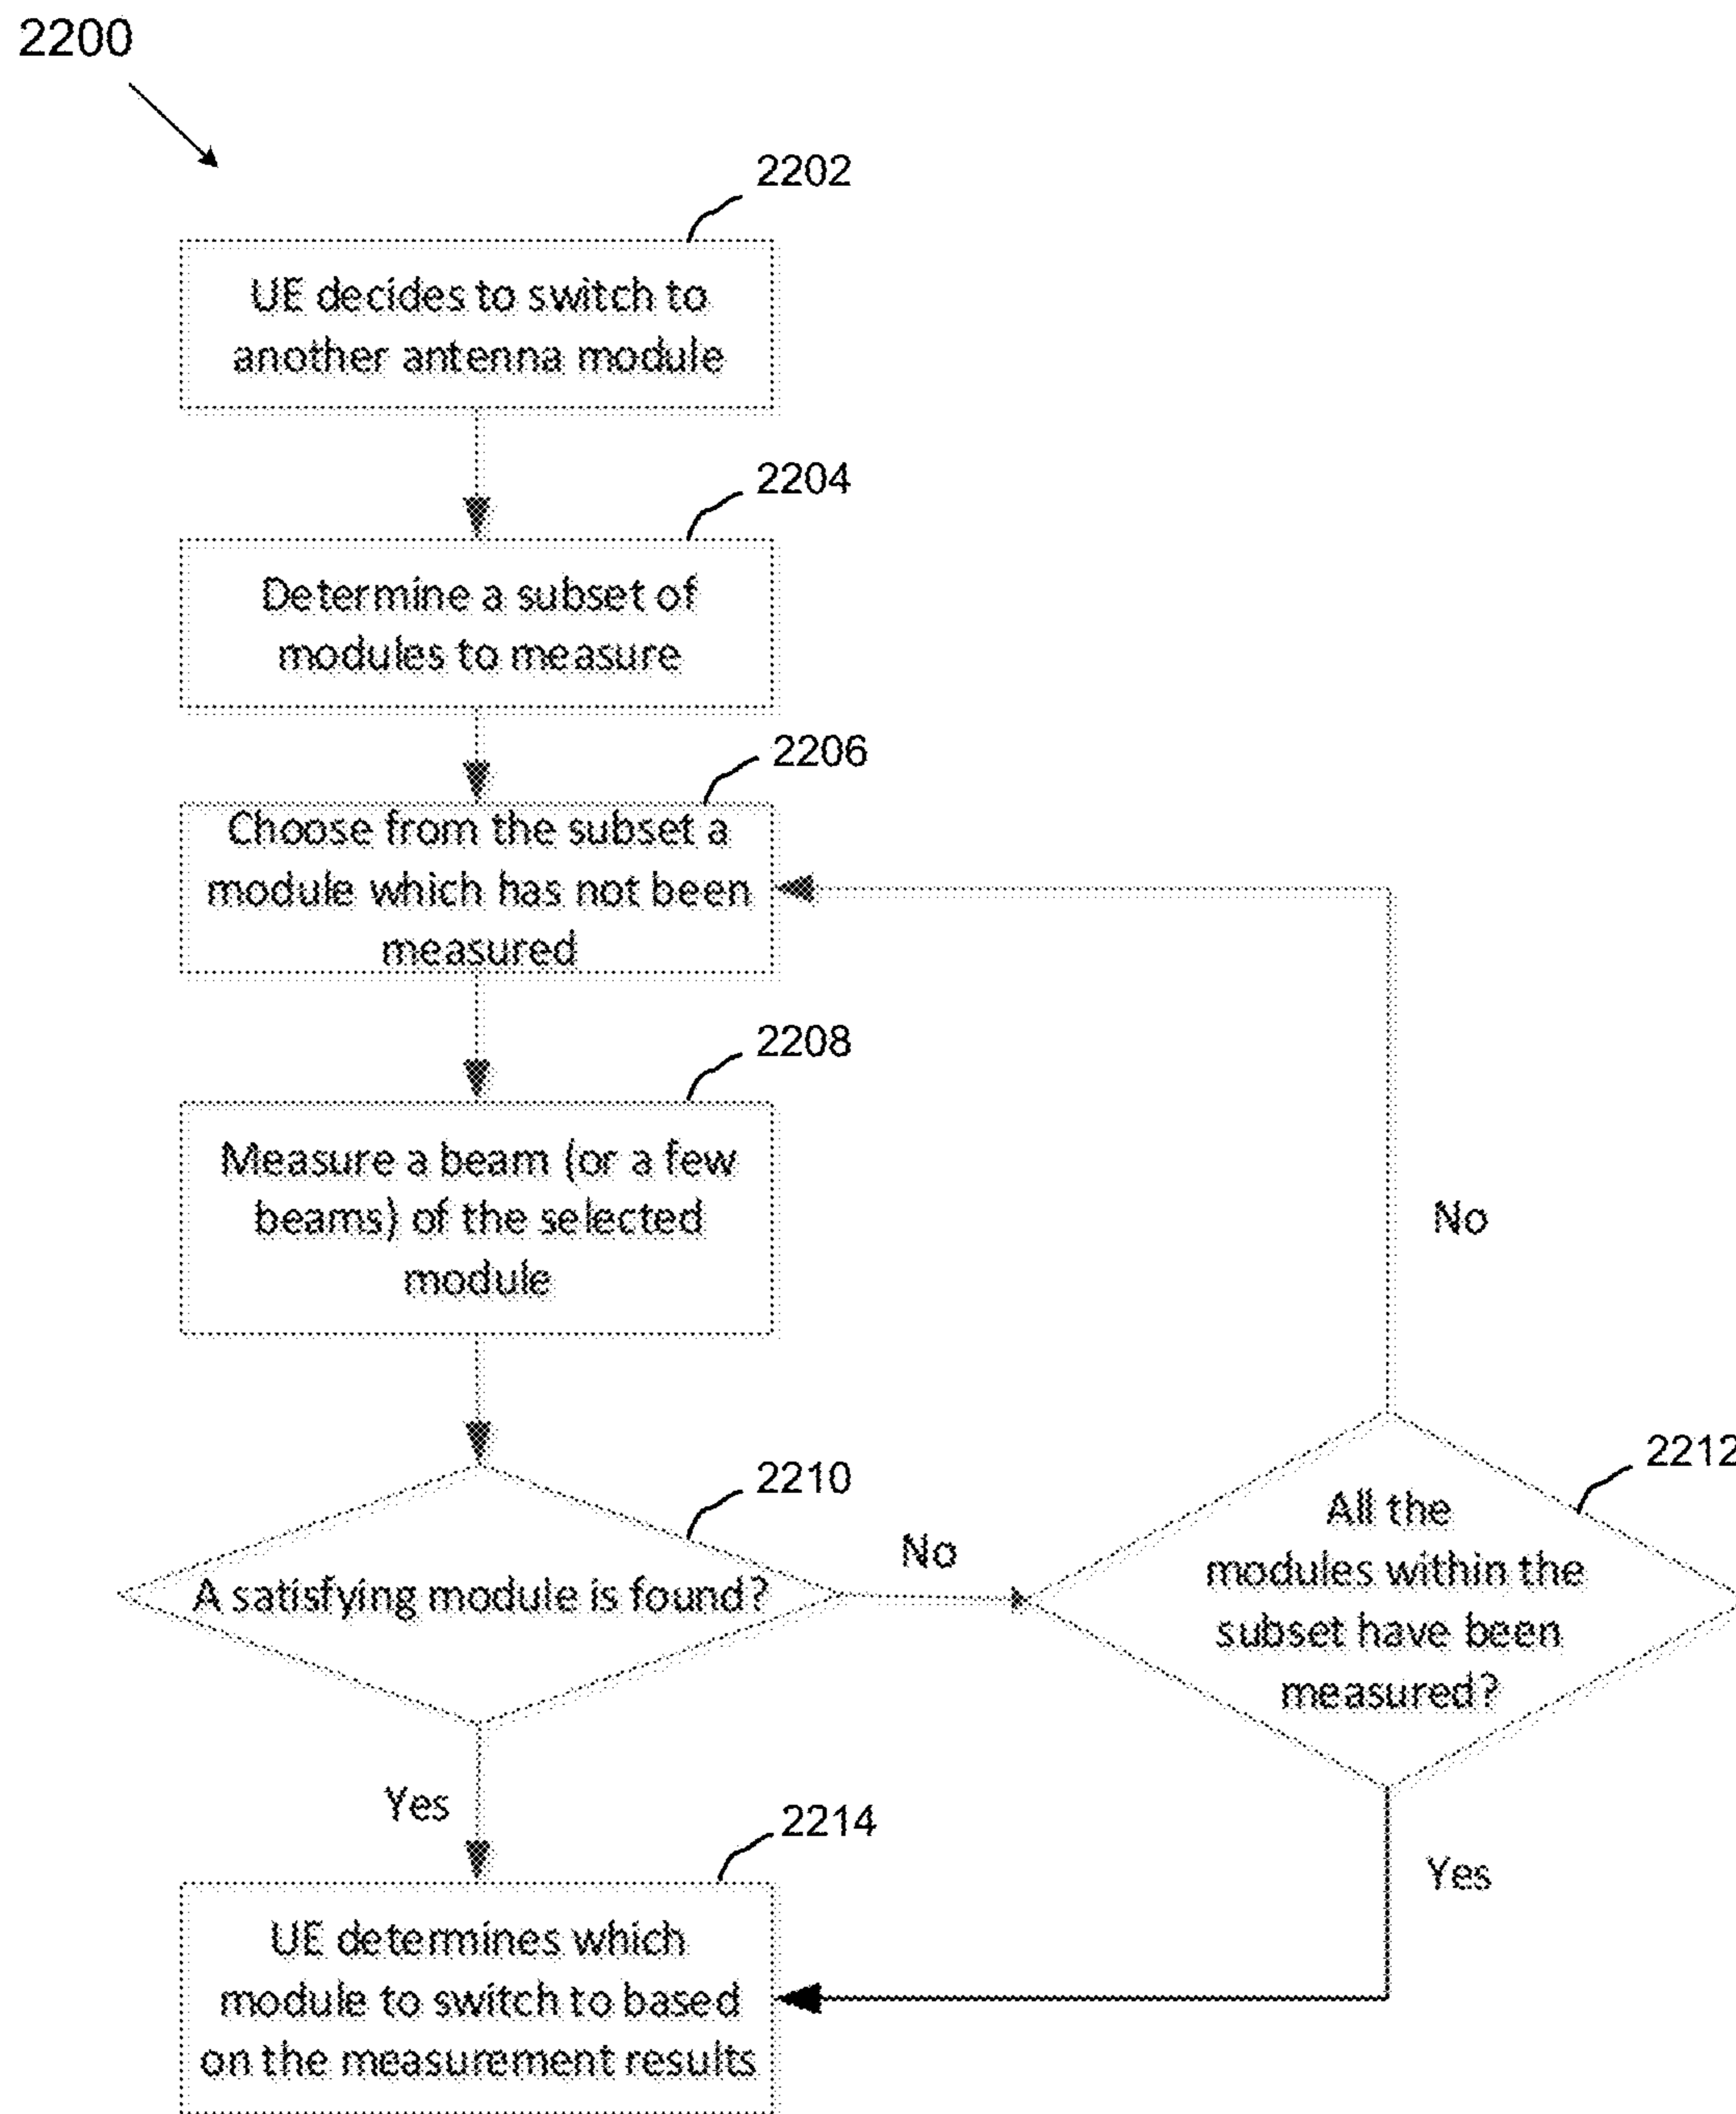 2200
2202
UE decides to switch to
another antenna module
2204
Determine a subset of
modules to measure
2206
Choose from the subset a
module which has not been
measured
2208
Measure a beam (or a few
beams) of the selected
module
No
2210
A satisfying module is found?
No
2212
All the
modules within the
subset have been
measured?
Yes
2214
UE determines which
module to switch to based
on the measurement results
Yes